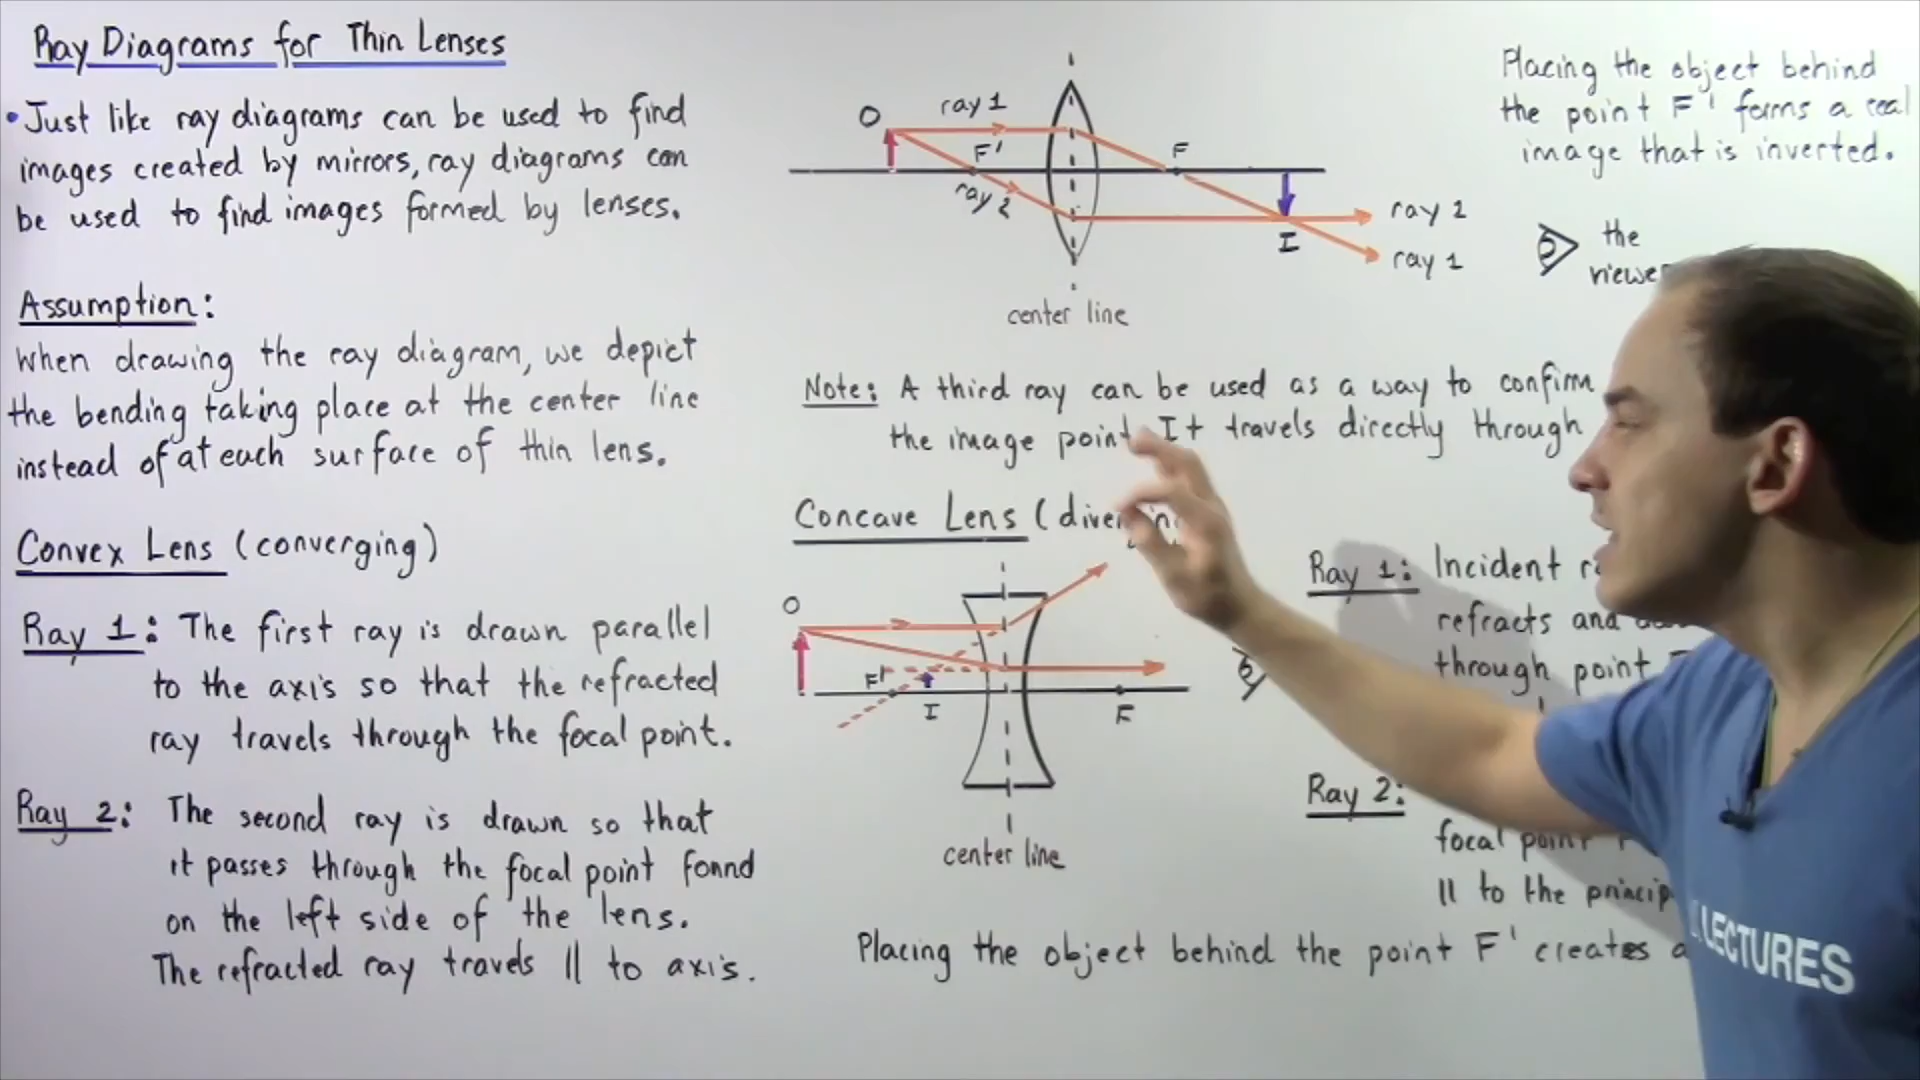 Ray Diagrams for Thin Lenses
• Just like ray diagrams can be used to find
images created by mirrors, ray diagrams can
be used to find images formed by lenses.
Assumption:
When drawing the ray diagram, we depict
the bending taking place at the center line
instead of at each surface of thin lens.
Convex Lens (converging)
Ray 1: The first ray is drawn parallel
to the axis so that the refracted
ray travels through the focal point.
Ray 2: The second ray is drawn so that
it passes through the focal point fonnd
on the left side of the lens.
The refracted ray travels || to axis.
O
ray 1
F'
F
ray 2
I
ray 2
ray 1
center line
Placing the object behind
the point F' forms a real
image that is inverted.
the
Note: A third ray can be used as a way to confirm
the image point It travels directly through
Concave Lens (
O
F'
I
F
center line
Ray 1: Incident
refracts and
through point
Ray 2:
focal point
|| to the
Placing the object behind the point F' creates a
LECTURES